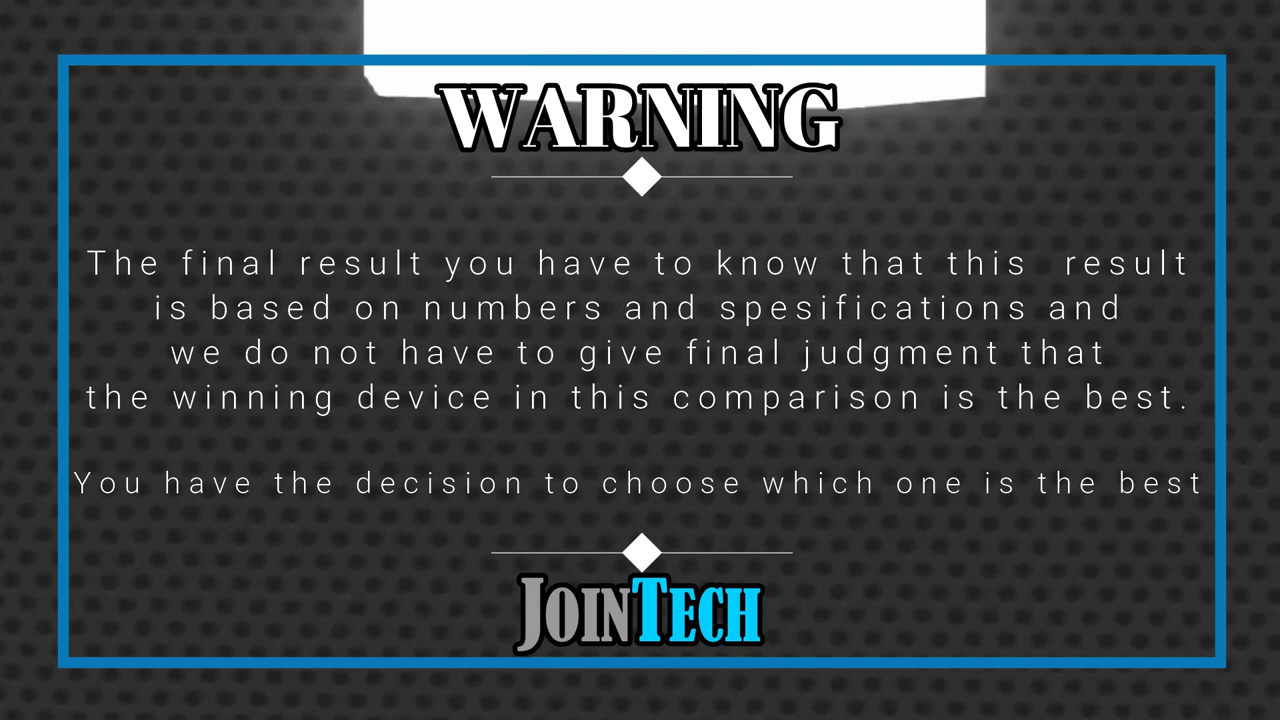 WARNING
The final result you have to know that this result
is based on numbers and spesifications and
we do not have to give final judgment that
the winning device in this comparison is the best.
You have the decision to choose which one is the best
JOINTECH